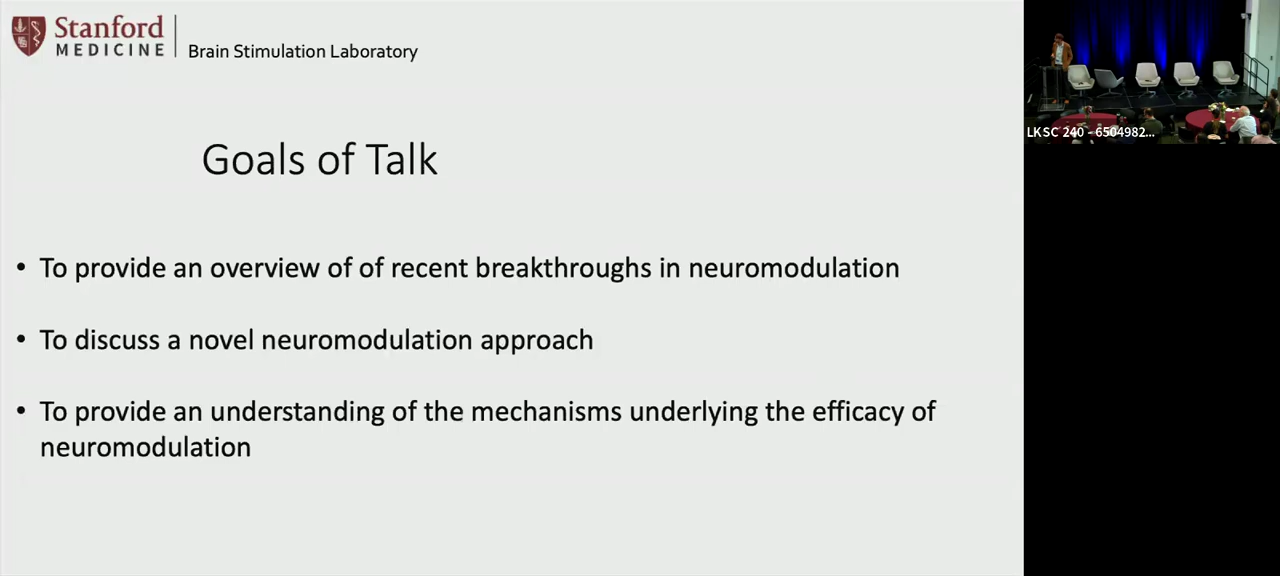 Stanford
MEDICINE
Brain Stimulation Laboratory
Goals of Talk
• To provide an overview of of recent breakthroughs in neuromodulation
• To discuss a novel neuromodulation approach
• To provide an understanding of the mechanisms underlying the efficacy of
neuromodulation
LKSC 240 - 6504982...